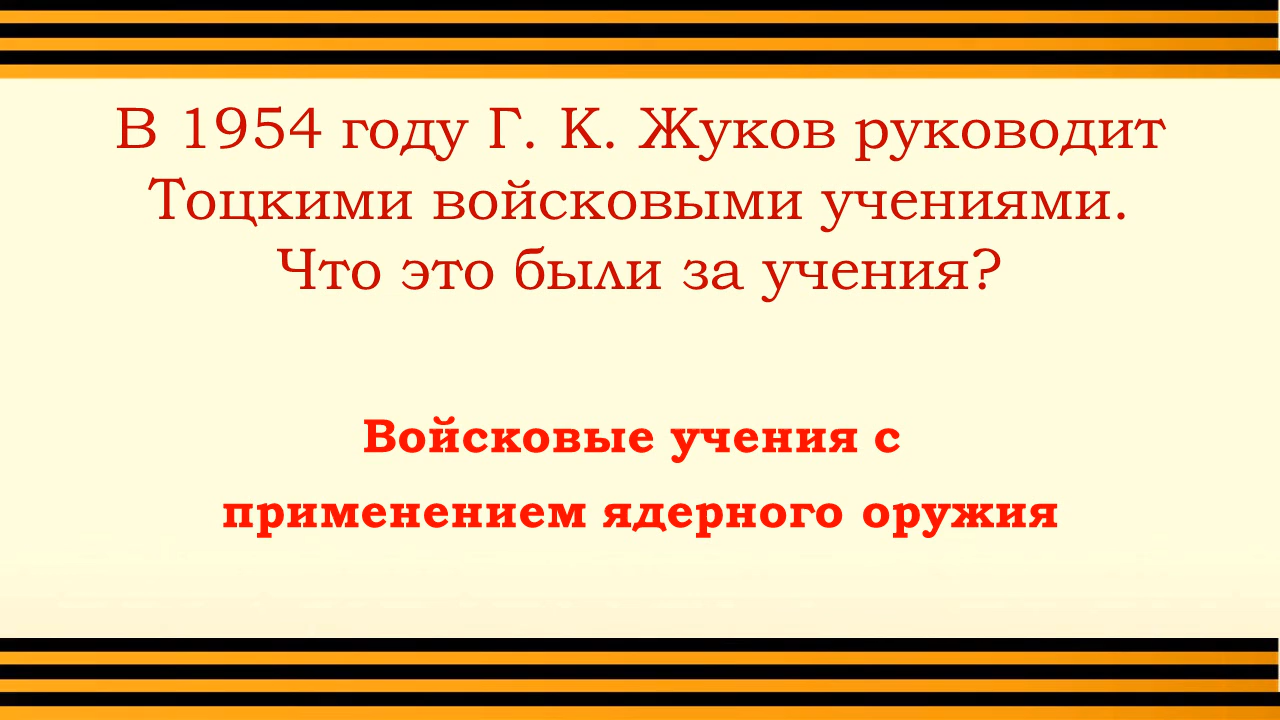 В 1954 году Г. К. Жуков руководит
Тоцкими войсковыми учениями.
Что это были за учения?
Войсковые учения с
применением ядерного оружия